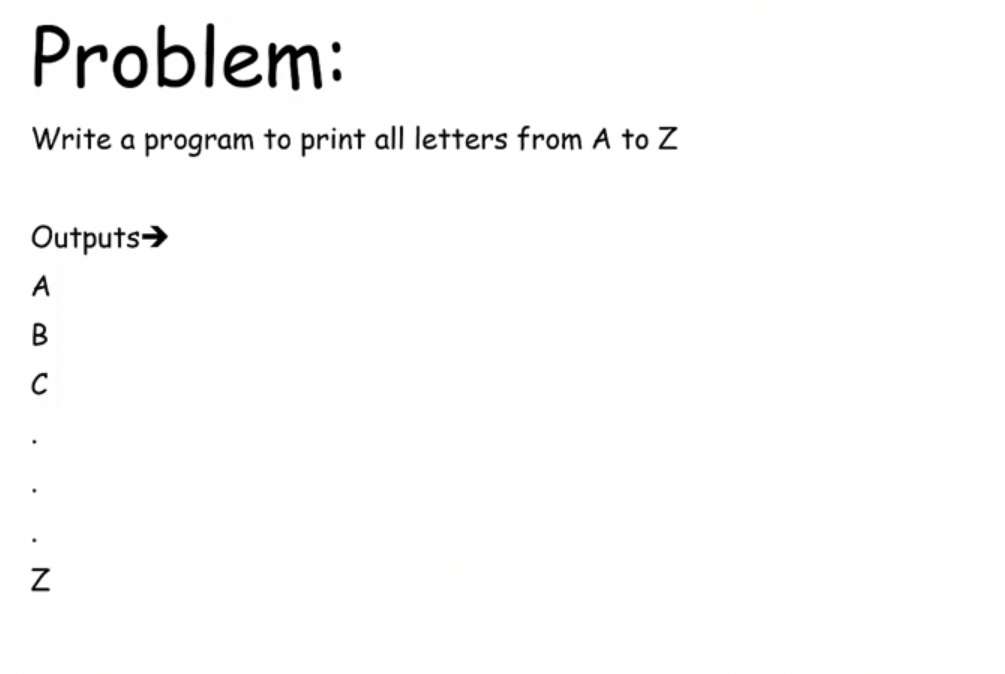 Problem:
Write a program to print all letters from A to Z
Outputs➔
A
B
C
.
.
.
Z